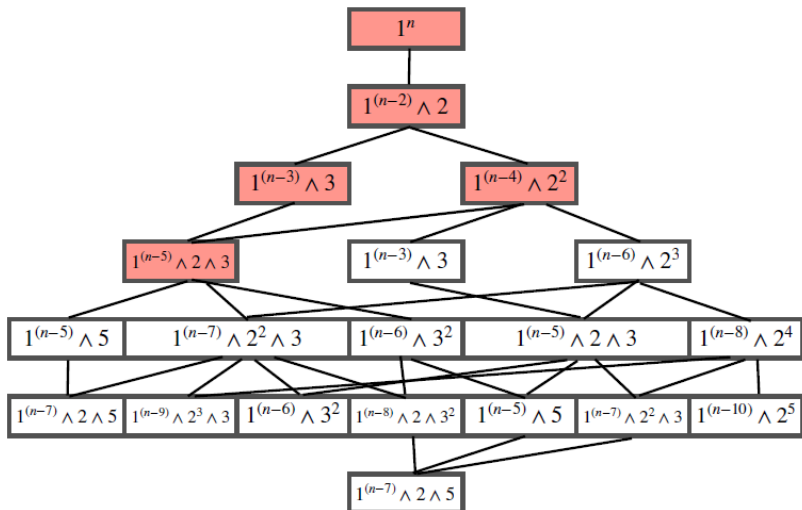 1^n
1^(n−2) ∧ 2
1^(n−3) ∧ 3
1^(n−4) ∧ 2^2
1^(n−5) ∧ 2 ∧ 3
1^(n−3) ∧ 3
1^(n−6) ∧ 2^3
1^(n−5) ∧ 5
1^(n−7) ∧ 2^2 ∧ 3
1^(n−6) ∧ 3^2
1^(n−5) ∧ 2 ∧ 3
1^(n−8) ∧ 2^4
1^(n−7) ∧ 2 ∧ 5
1^(n−9) ∧ 2^3 ∧ 3
1^(n−6) ∧ 3^2
1^(n−8) ∧ 2 ∧ 3^2
1^(n−5) ∧ 5
1^(n−7) ∧ 2^2 ∧ 3
1^(n−10) ∧ 2^5
1^(n−7) ∧ 2 ∧ 5